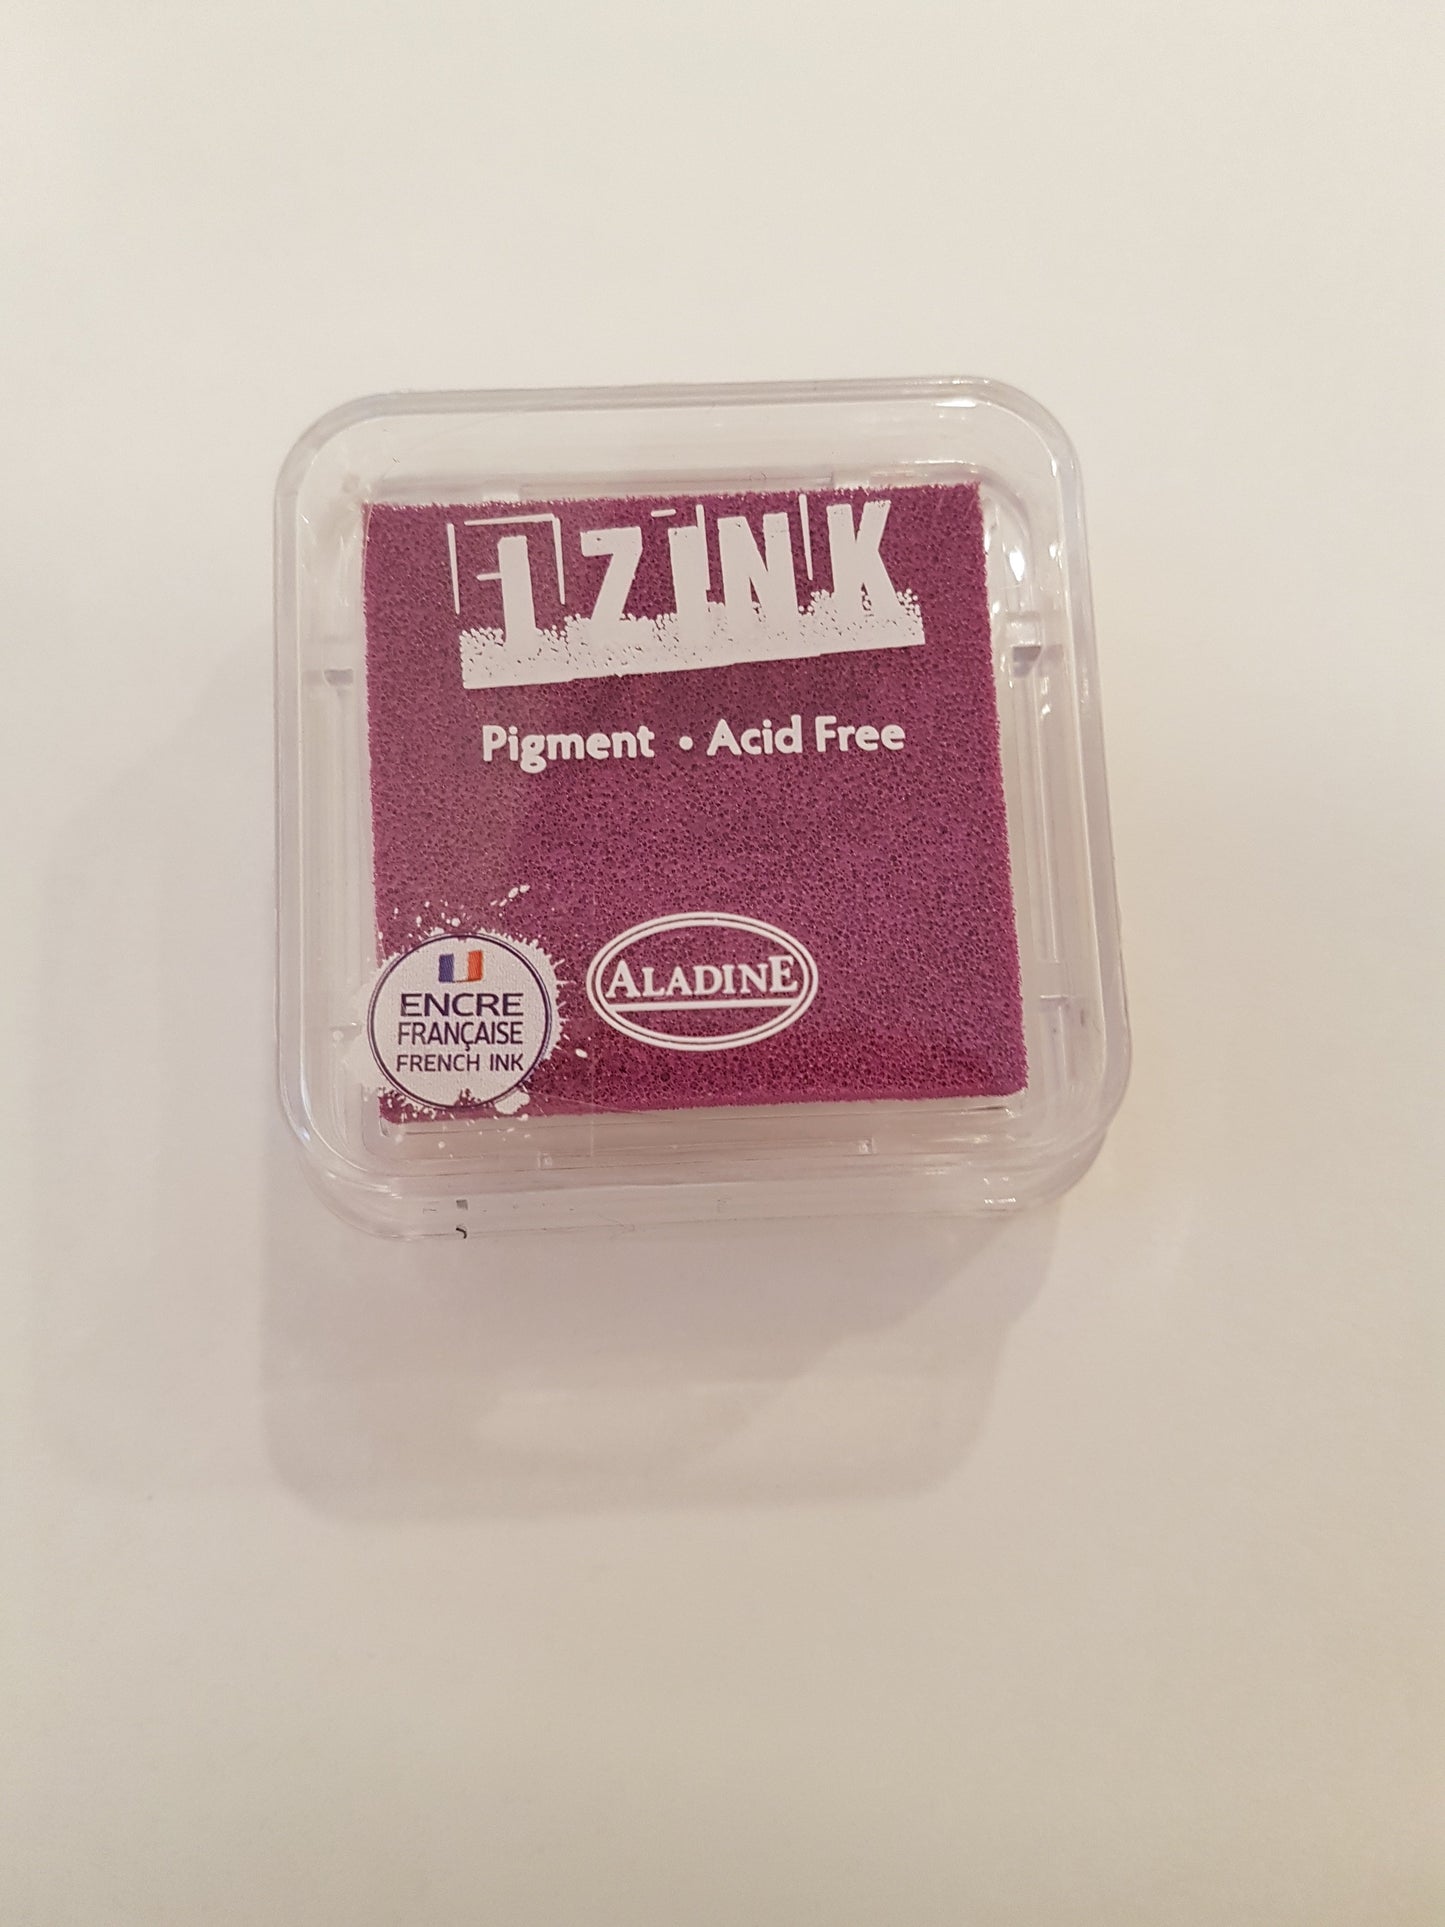 IZINK
Pigment • Acid Free
ALADINE
ENCRE
FRANÇAISE
FRENCH INK